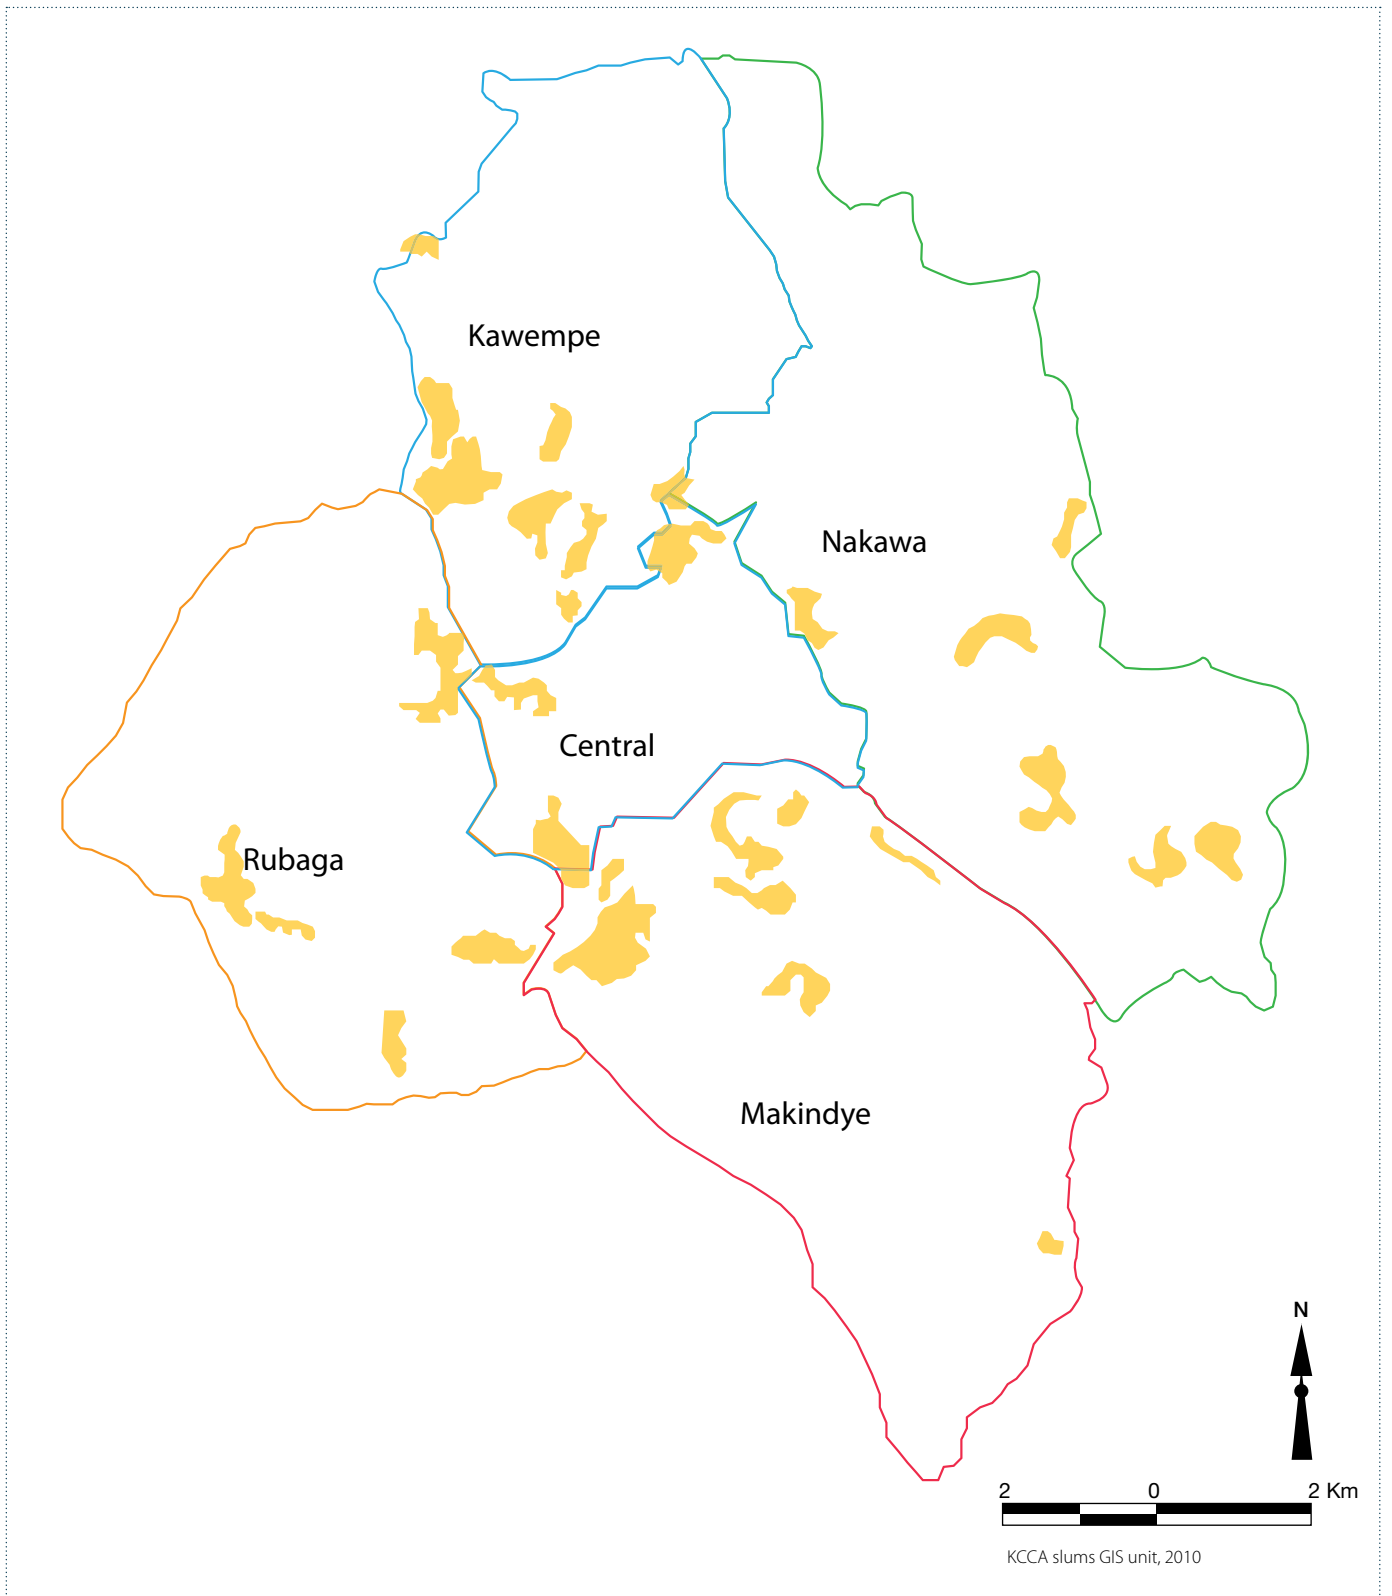 Kawempe
Nakawa
Central
Rubaga
Makindye
N
2 0 2 Km
KCCA slums GIS unit, 2010